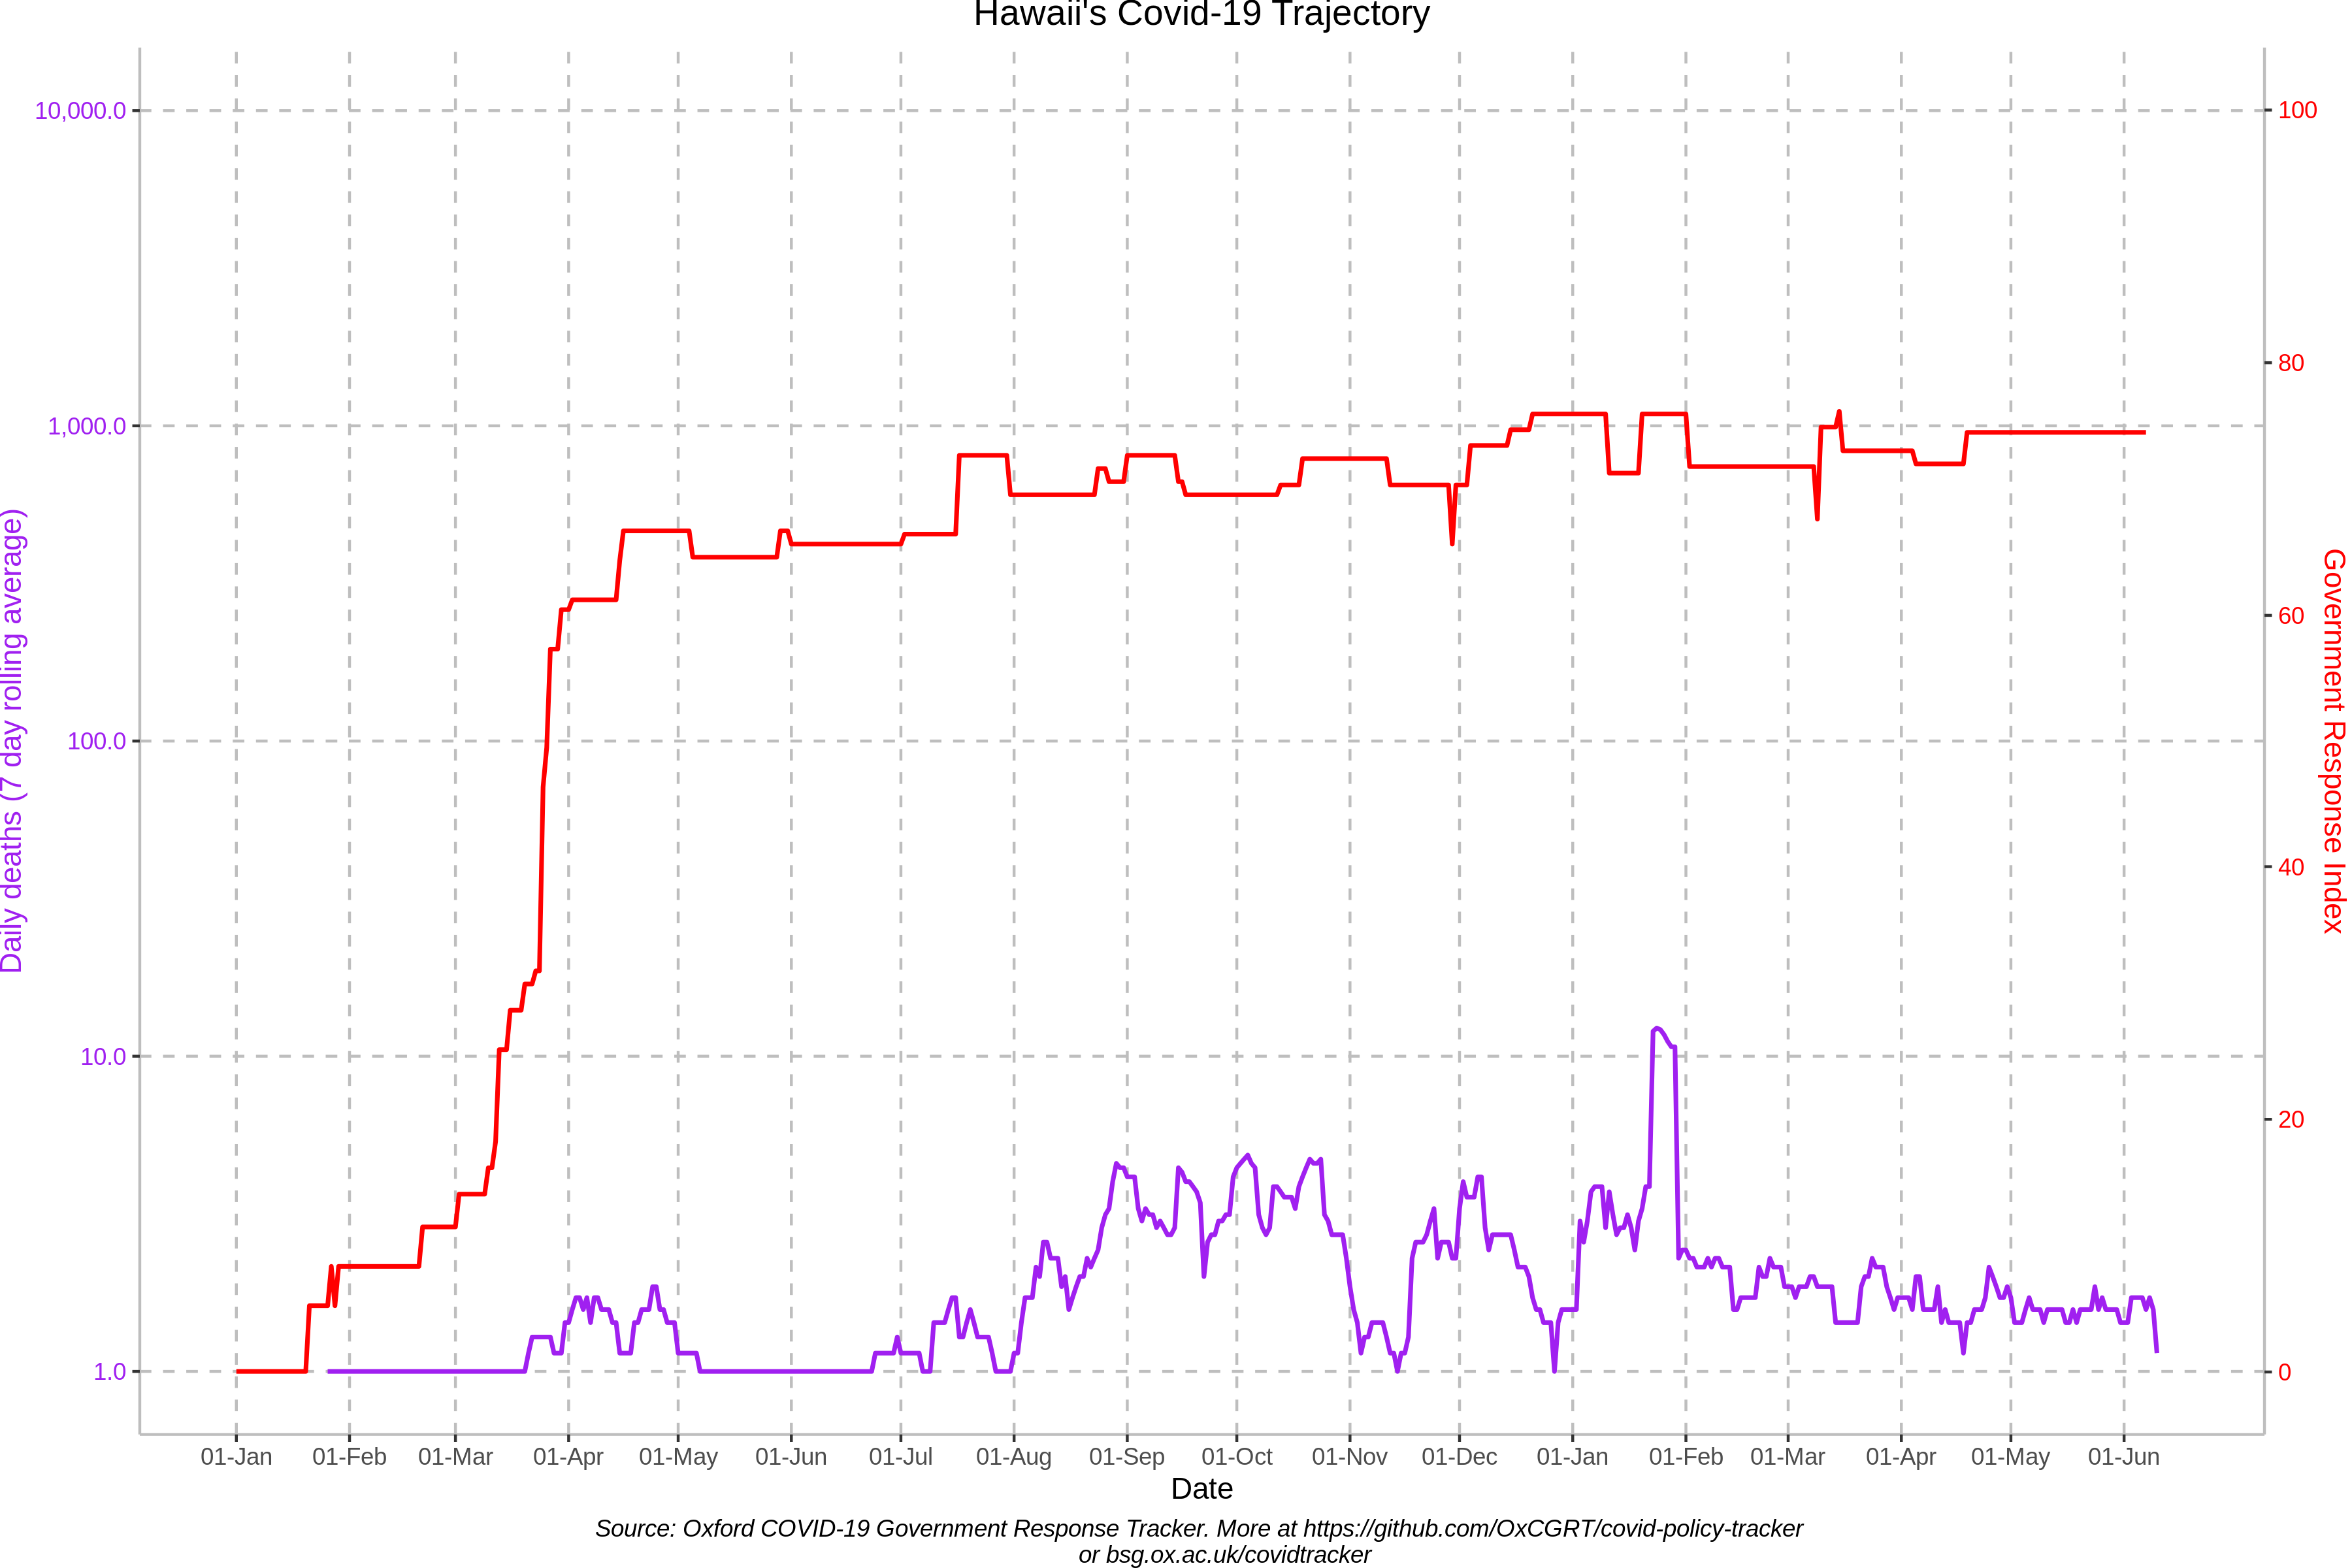 Hawaii's Covid-19 Trajectory
10,000.0
1,000.0
100.0
10.0
1.0
Daily deaths (7 day rolling average)
100
80
60
40
20
0
Government Response Index
01-Jan 01-Feb 01-Mar 01-Apr 01-May 01-Jun 01-Jul 01-Aug 01-Sep 01-Oct 01-Nov 01-Dec 01-Jan 01-Feb 01-Mar 01-Apr 01-May 01-Jun
Date
Source: Oxford COVID-19 Government Response Tracker. More at https://github.com/OxCGRT/covid-policy-tracker
or bsg.ox.ac.uk/covidtracker